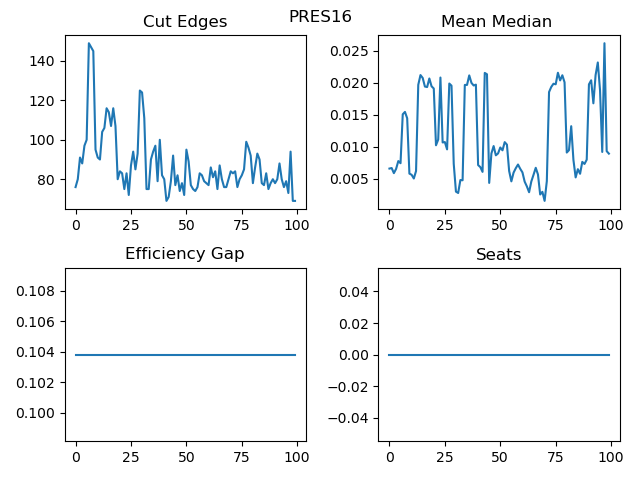 PRES16
Cut Edges
Mean Median
140
120
100
80
0 25 50 75 100
0.025
0.020
0.015
0.010
0.005
0 25 50 75 100
Efficiency Gap
Seats
0.108
0.106
0.104
0.102
0.100
0 25 50 75 100
0.04
0.02
0.00
−0.02
−0.04
0 25 50 75 100